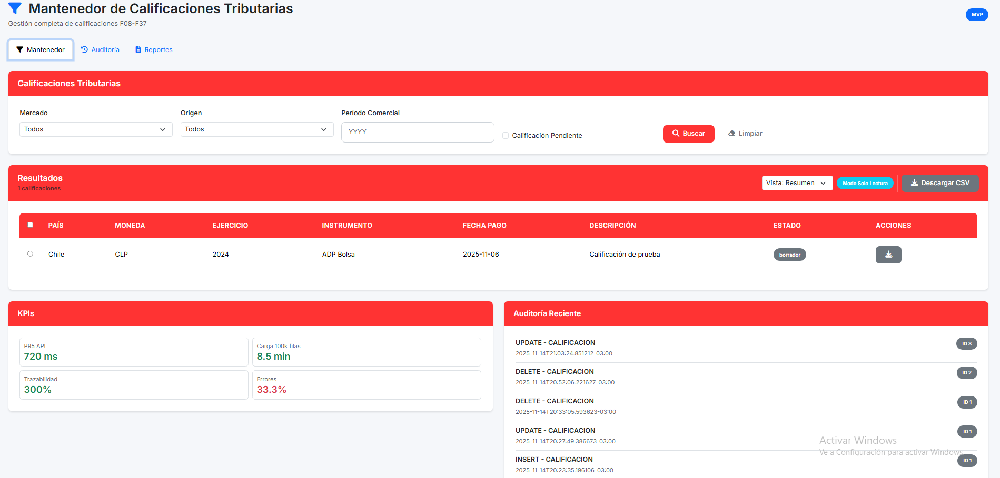 Mantenedor de Calificaciones Tributarias
Gestión completa de calificaciones F08-F37
MVP
Mantenedor
Auditoría
Reportes
Calificaciones Tributarias
Mercado
Origen
Período Comercial
Todos
Todos
YYYY
Calificación Pendiente
Buscar
Limpiar
Resultados
1 calificaciones
Vista: Resumen
Modo Solo Lectura
Descargar CSV
PAÍS MONEDA EJERCICIO INSTRUMENTO FECHA PAGO DESCRIPCIÓN ESTADO ACCIONES
Chile CLP 2024 ADP Bolsa 2025-11-06 Calificación de prueba borrador
KPIs
P95 API
720 ms
Carga 100k filas
8.5 min
Trazabilidad
300%
Errores
33.3%
Auditoría Reciente
UPDATE - CALIFICACION
2025-11-14T21:03:24.851212-03:00
ID 3
DELETE - CALIFICACION
2025-11-14T20:52:06.221627-03:00
ID 2
DELETE - CALIFICACION
2025-11-14T20:33:05.593623-03:00
ID 1
UPDATE - CALIFICACION
2025-11-14T20:27:49.386673-03:00
ID 1
INSERT - CALIFICACION
2025-11-14T20:23:35.196106-03:00
ID 1
Activar Windows
Ve a Configuración para activar Windows.